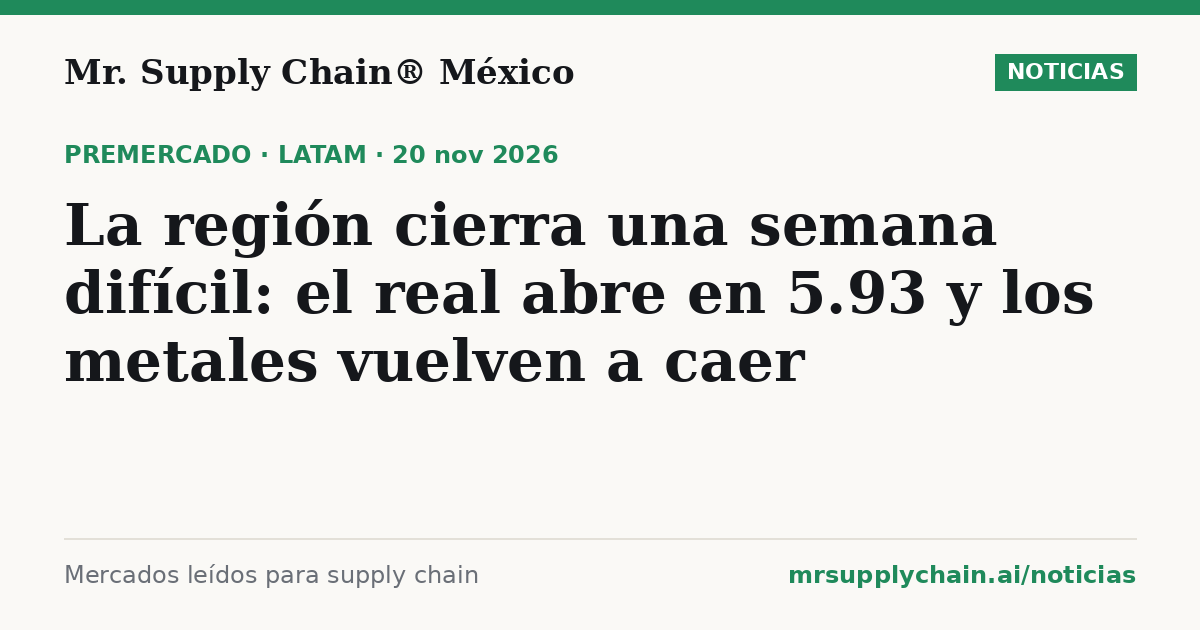 Mr. Supply Chain® México
NOTICIAS
PREMERCADO · LATAM · 20 nov 2026
La región cierra una semana
difícil: el real abre en 5.93 y los
metales vuelven a caer
Mercados leídos para supply chain
mrsupplychain.ai/noticias